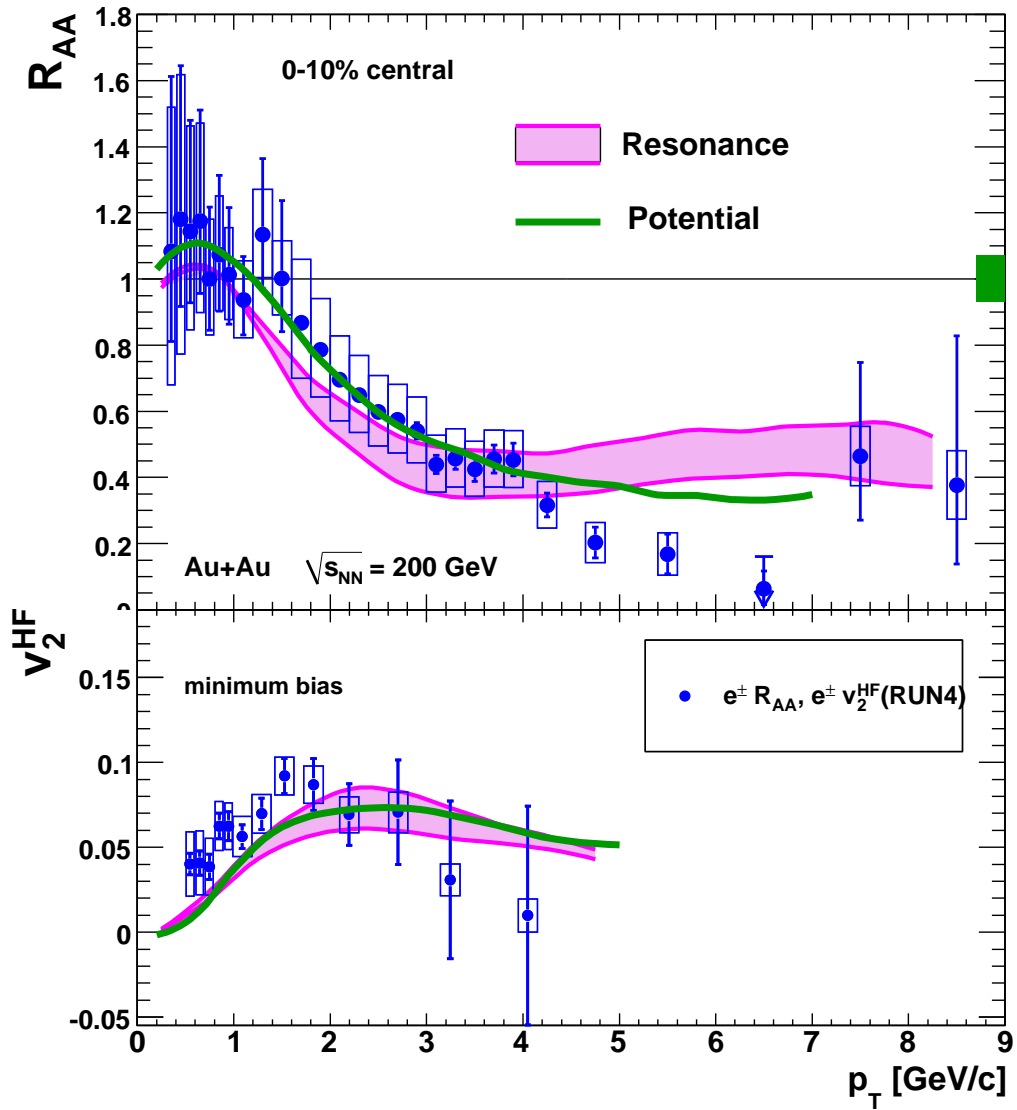 1.8
R_AA
0-10% central
1.6
1.4
Resonance
1.2
Potential
1
0.8
0.6
0.4
0.2
Au+Au √s_NN = 200 GeV
0
v_2^HF
0.15
minimum bias
e± R_AA, e± v_2^HF(RUN4)
0.1
0.05
0
-0.05
0 1 2 3 4 5 6 7 8 9
p_T [GeV/c]